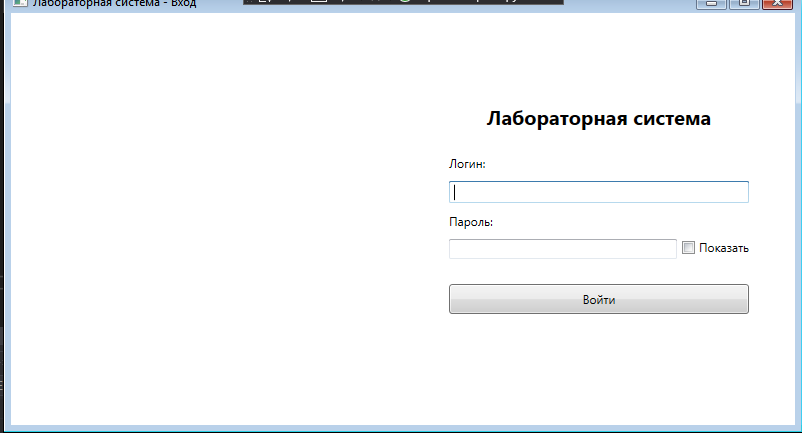 Лабораторная система - Вход
Лабораторная система
Логин:
Пароль:
Показать
Войти